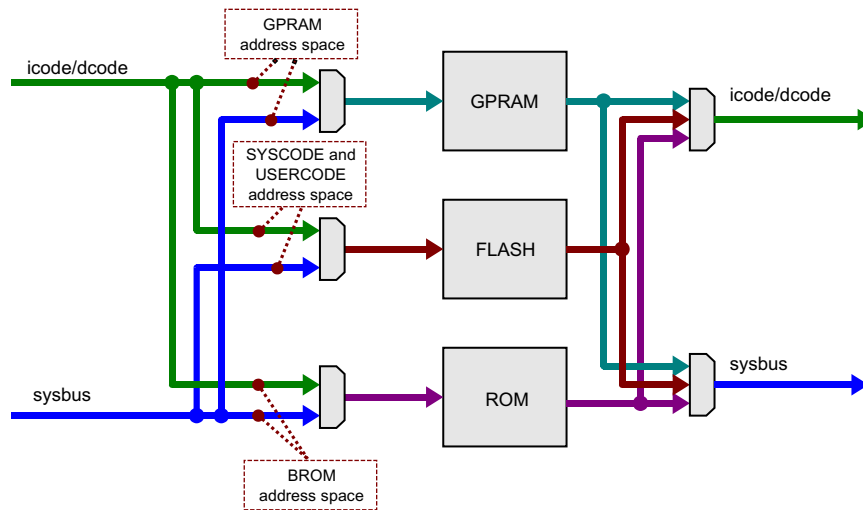 GPRAM
address space
icode/dcode
GPRAM
icode/dcode
SYSCODE and
USERCODE
address space
FLASH
sysbus
ROM
sysbus
BROM
address space